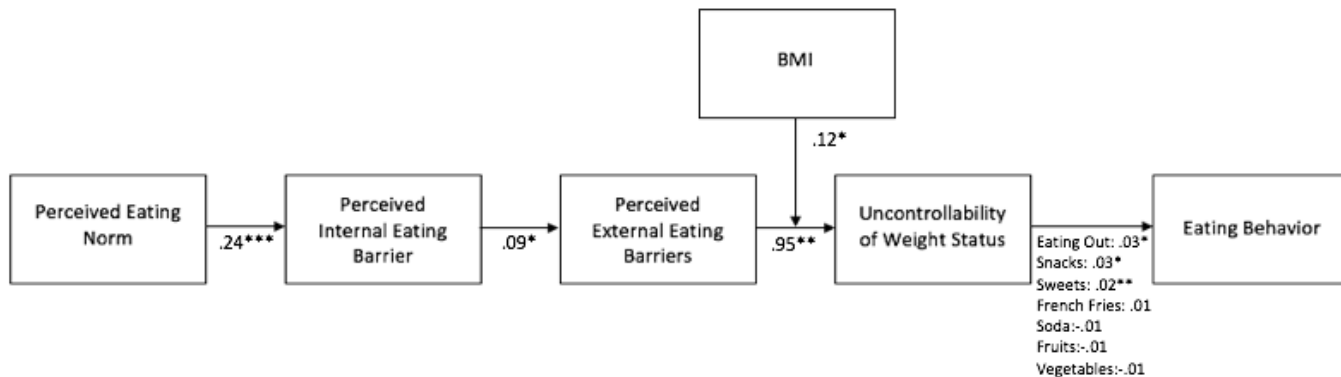 BMI
.12*
Perceived Eating
Norm
.24***
Perceived
Internal Eating
Barrier
.09*
Perceived
External Eating
Barriers
.95**
Uncontrollability
of Weight Status
Eating Out: .03*
Snacks: .03*
Sweets: .02**
French Fries: .01
Soda:-.01
Fruits:-.01
Vegetables:-.01
Eating Behavior